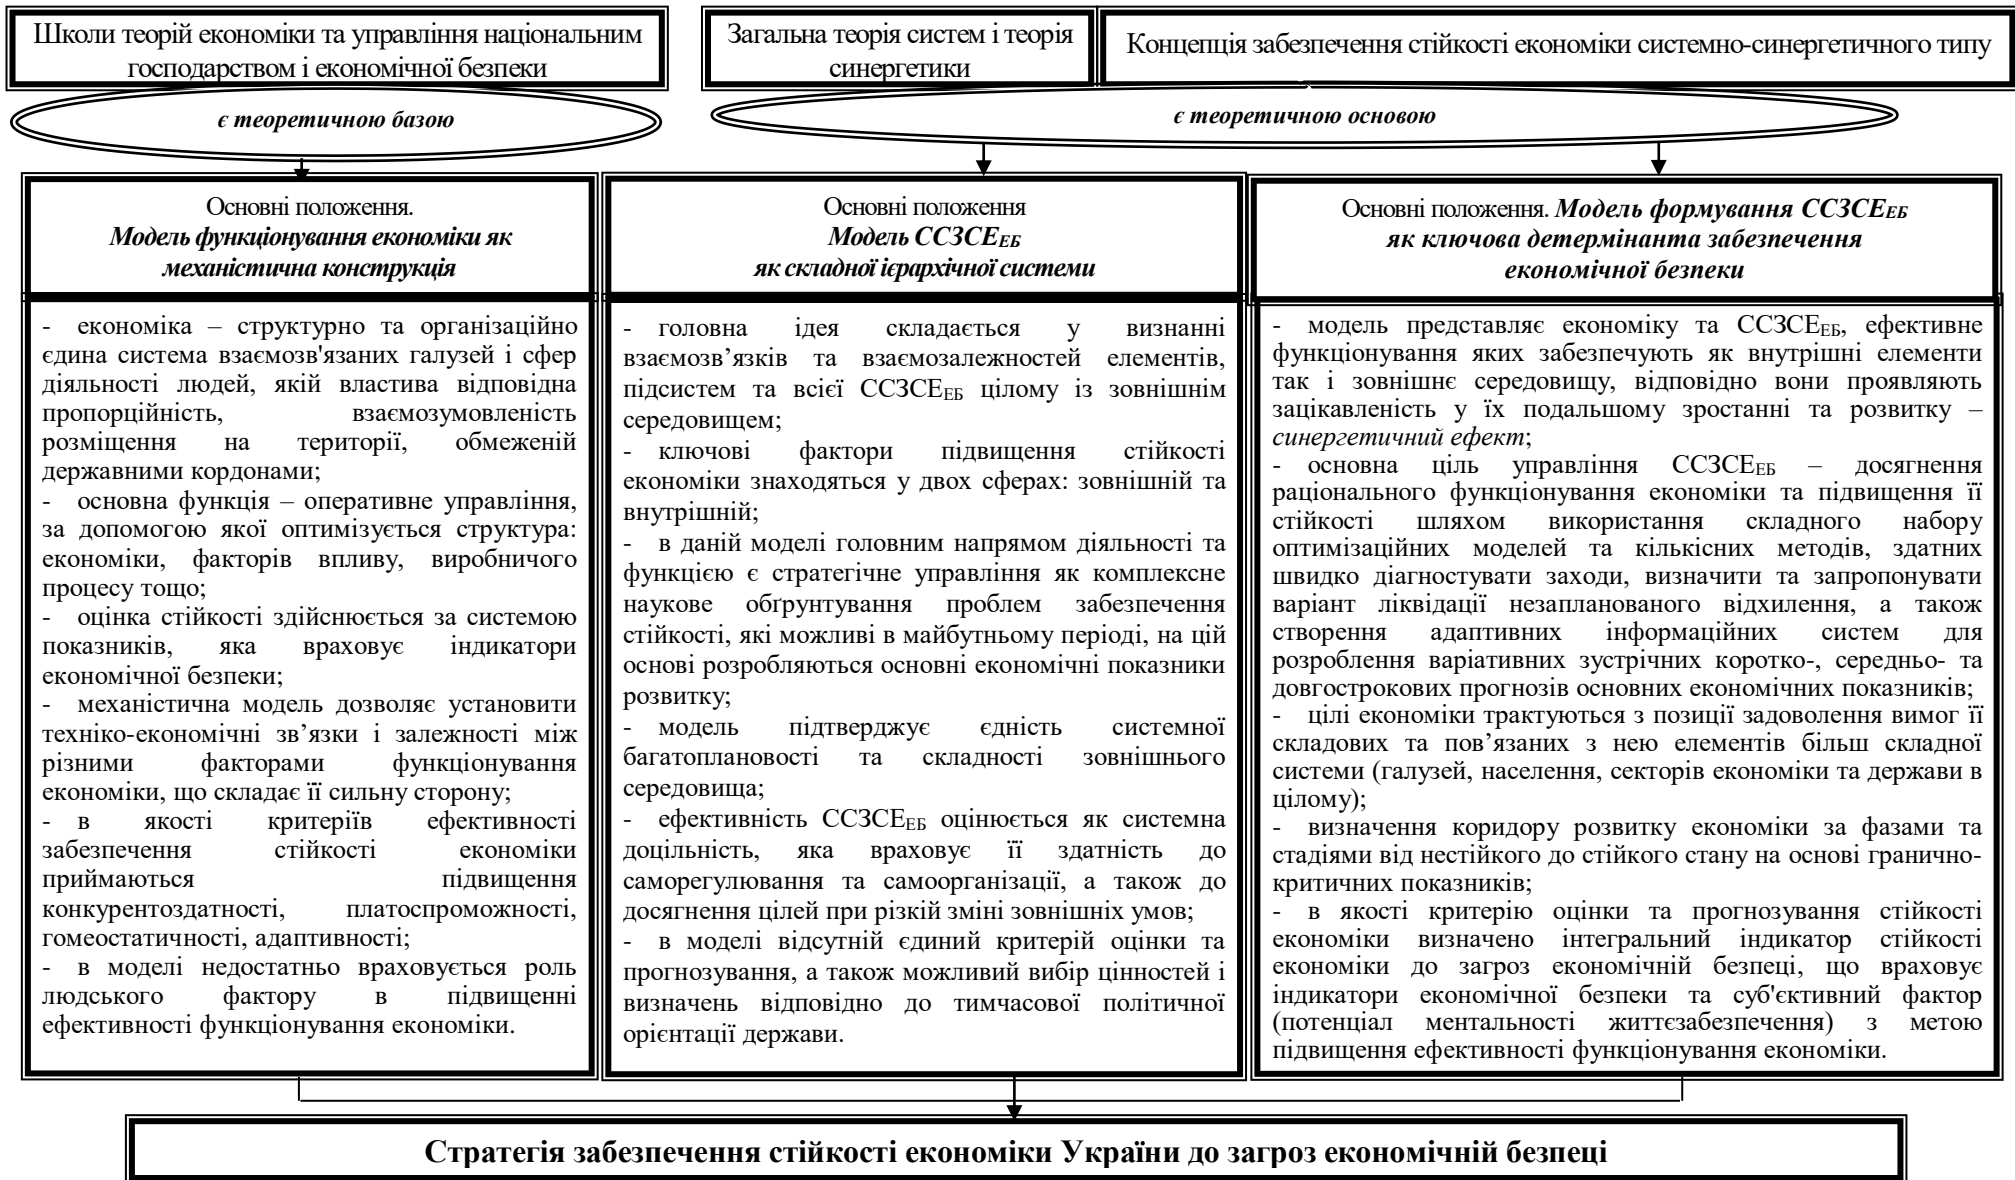 Школи теорій економіки та управління національним
господарством і економічної безпеки
Загальна теорія систем і теорія
синергетики
Концепція забезпечення стійкості економіки системно-синергетичного типу
є теоретичною базою
є теоретичною основою
Основні положення.
Модель функціонування економіки як
механістична конструкція
- економіка – структурно та організаційно
єдина система взаємозв'язаних галузей і сфер
діяльності людей, якій властива відповідна
пропорційність, взаємозумовленість
розміщення на території, обмеженій
державними кордонами;
- основна функція – оперативне управління,
за допомогою якої оптимізується структура:
економіки, факторів впливу, виробничого
процесу тощо;
- оцінка стійкості здійснюється за системою
показників, яка враховує індикатори
економічної безпеки;
- механістична модель дозволяє установити
техніко-економічні зв’язки і залежності між
різними факторами функціонування
економіки, що складає її сильну сторону;
- в якості критеріїв ефективності
забезпечення стійкості економіки
приймаються підвищення
конкурентоздатності, платоспроможності,
гомеостатичності, адаптивності;
- в моделі недостатньо враховується роль
людського фактору в підвищенні
ефективності функціонування економіки.
Основні положення
Модель ССЗСЕЕБ
як складної ієрархічної системи
- головна ідея складається у визнанні
взаємозв’язків та взаємозалежностей елементів,
підсистем та всієї ССЗСЕЕБ цілому із зовнішнім
середовищем;
- ключові фактори підвищення стійкості
економіки знаходяться у двох сферах: зовнішній та
внутрішній;
- в даній моделі головним напрямом діяльності та
функцією є стратегічне управління як комплексне
наукове обґрунтування проблем забезпечення
стійкості, які можливі в майбутньому періоді, на цій
основі розробляються основні економічні показники
розвитку;
- модель підтверджує єдність системної
багатоплановості та складності зовнішнього
середовища;
- ефективність ССЗСЕЕБ оцінюється як системна
доцільність, яка враховує її здатність до
саморегулювання та самоорганізації, а також до
досягнення цілей при різкій зміні зовнішніх умов;
- в моделі відсутній єдиний критерій оцінки та
прогнозування, а також можливий вибір цінностей і
визначень відповідно до тимчасової політичної
орієнтації держави.
Основні положення. Модель формування ССЗСЕЕБ
як ключова детермінанта забезпечення
економічної безпеки
- модель представляє економіку та ССЗСЕЕБ, ефективне
функціонування яких забезпечують як внутрішні елементи
так і зовнішнє середовищу, відповідно вони проявляють
зацікавленість у їх подальшому зростанні та розвитку –
синергетичний ефект;
- основна ціль управління ССЗСЕЕБ – досягнення
раціонального функціонування економіки та підвищення її
стійкості шляхом використання складного набору
оптимізаційних моделей та кількісних методів, здатних
швидко діагностувати заходи, визначити та запропонувати
варіант ліквідації незапланованого відхилення, а також
створення адаптивних інформаційних систем для
розроблення варіативних зустрічних коротко-, середньо- та
довгострокових прогнозів основних економічних показників;
- цілі економіки трактуються з позиції задоволення вимог її
складових та пов’язаних з нею елементів більш складної
системи (галузей, населення, секторів економіки та держави в
цілому);
- визначення коридору розвитку економіки за фазами та
стадіями від нестійкого до стійкого стану на основі гранично-
критичних показників;
- в якості критерію оцінки та прогнозування стійкості
економіки визначено інтегральний індикатор стійкості
економіки до загроз економічній безпеці, що враховує
індикатори економічної безпеки та суб'єктивний фактор
(потенціал ментальності життєзабезпечення) з метою
підвищення ефективності функціонування економіки.
Стратегія забезпечення стійкості економіки України до загроз економічній безпеці